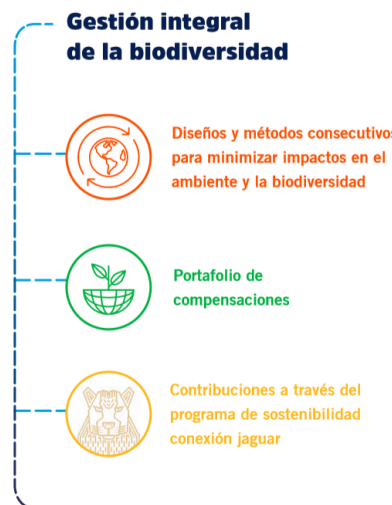 Gestión integral
de la biodiversidad
Diseños y métodos consecutivos
para minimizar impactos en el
ambiente y la biodiversidad
Portafolio de
compensaciones
Contribuciones a través del
programa de sostenibilidad
conexión jaguar